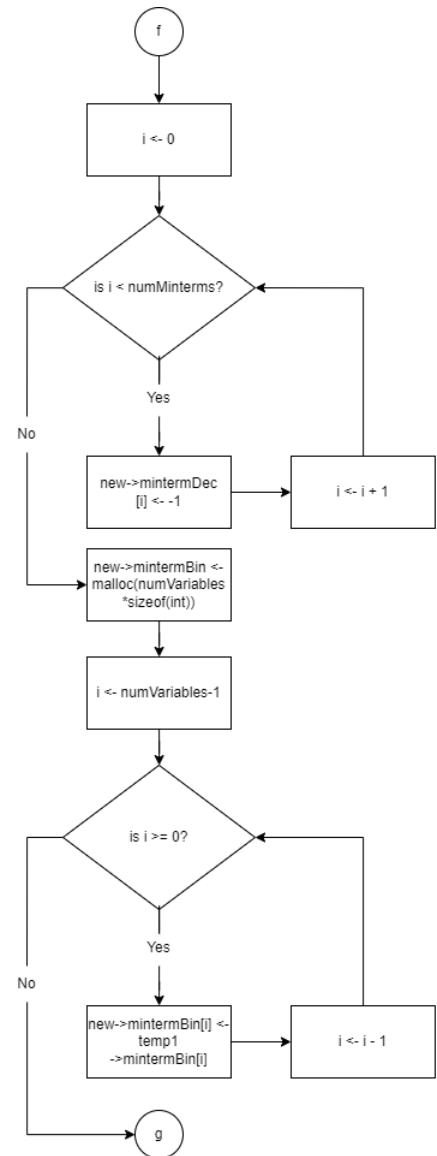 f
i <- 0
is i < numMinterms?
Yes
No
new->mintermDec
[i] <- -1
i <- i + 1
new->mintermBin <-
malloc(numVariables
*sizeof(int))
i <- numVariables-1
is i >= 0?
Yes
No
new->mintermBin[i] <-
temp1
->mintermBin[i]
i <- i - 1
g